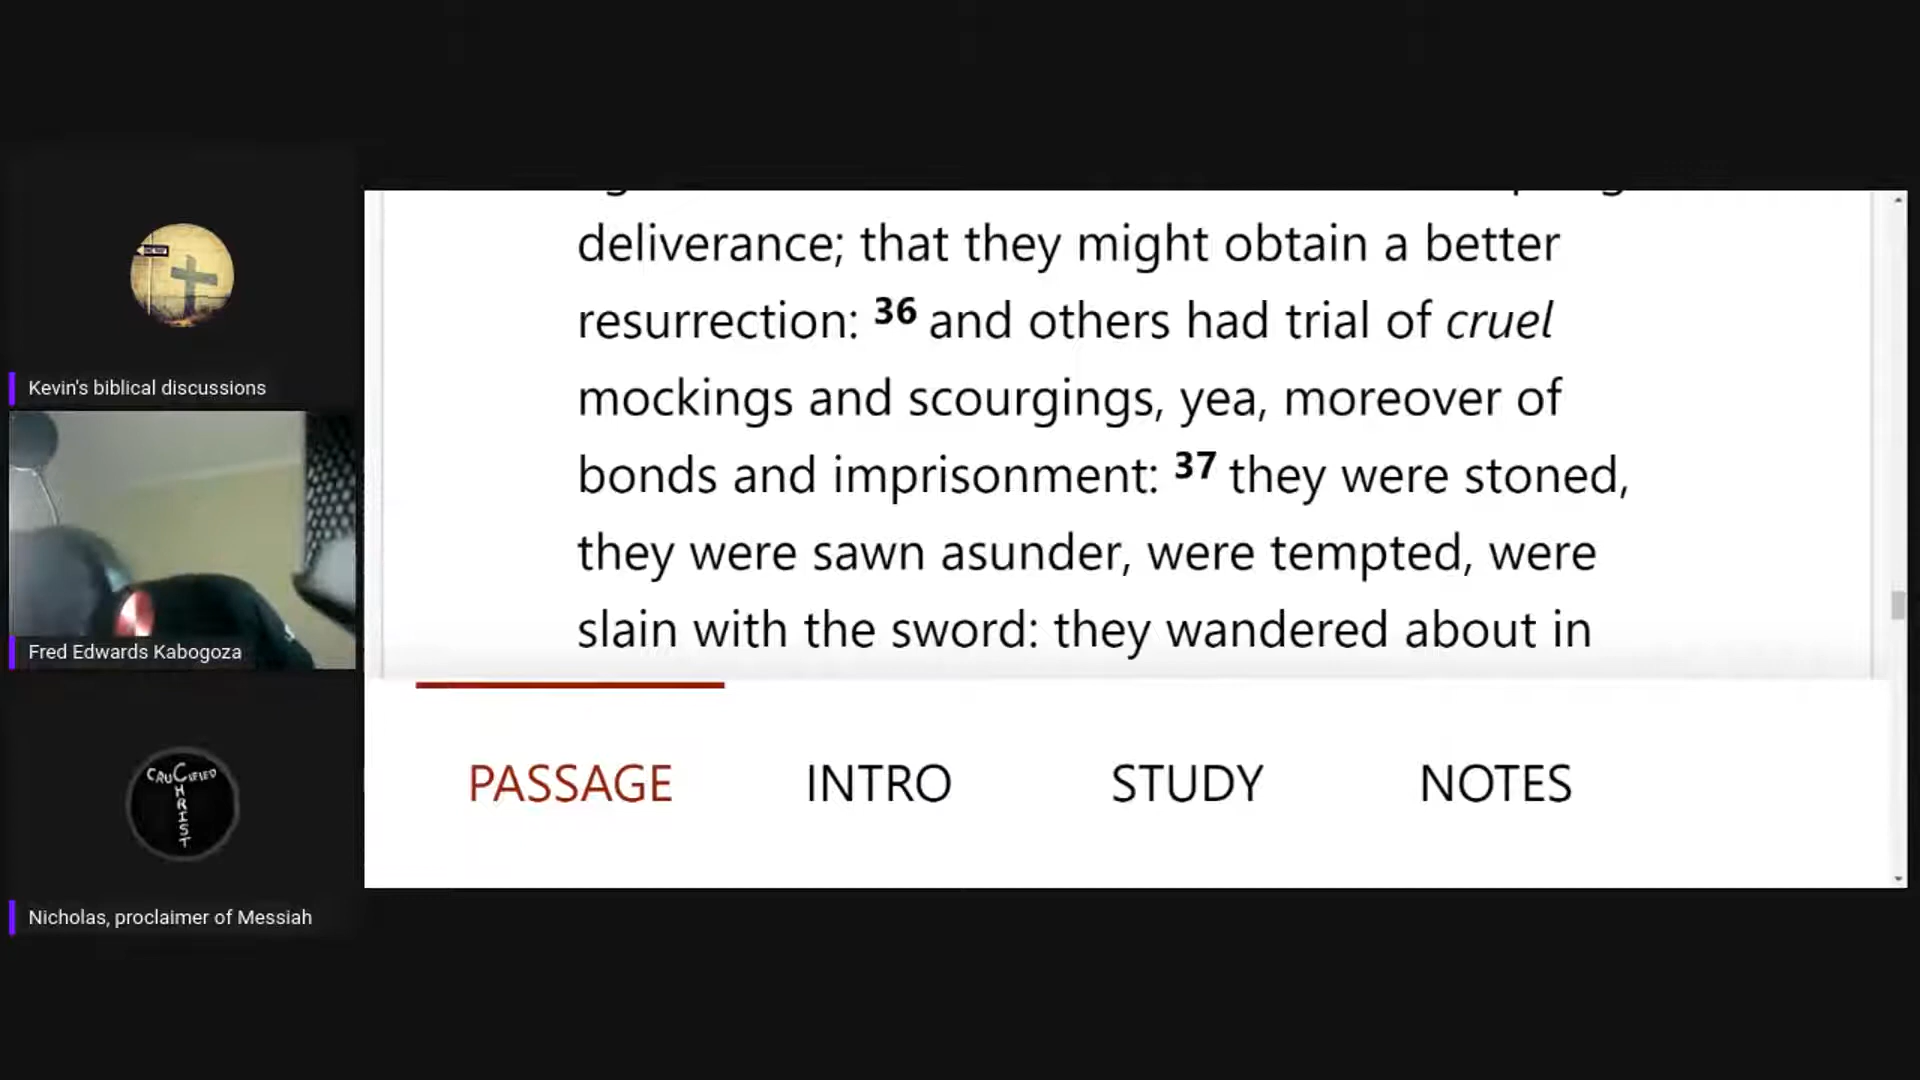 Kevin's biblical discussions
Fred Edwards Kabogoza
CRUCIFIED
CHRIST
Nicholas, proclaimer of Messiah
deliverance; that they might obtain a better
resurrection: 36 and others had trial of cruel
mockings and scourgings, yea, moreover of
bonds and imprisonment: 37 they were stoned,
they were sawn asunder, were tempted, were
slain with the sword: they wandered about in
PASSAGE
INTRO
STUDY
NOTES